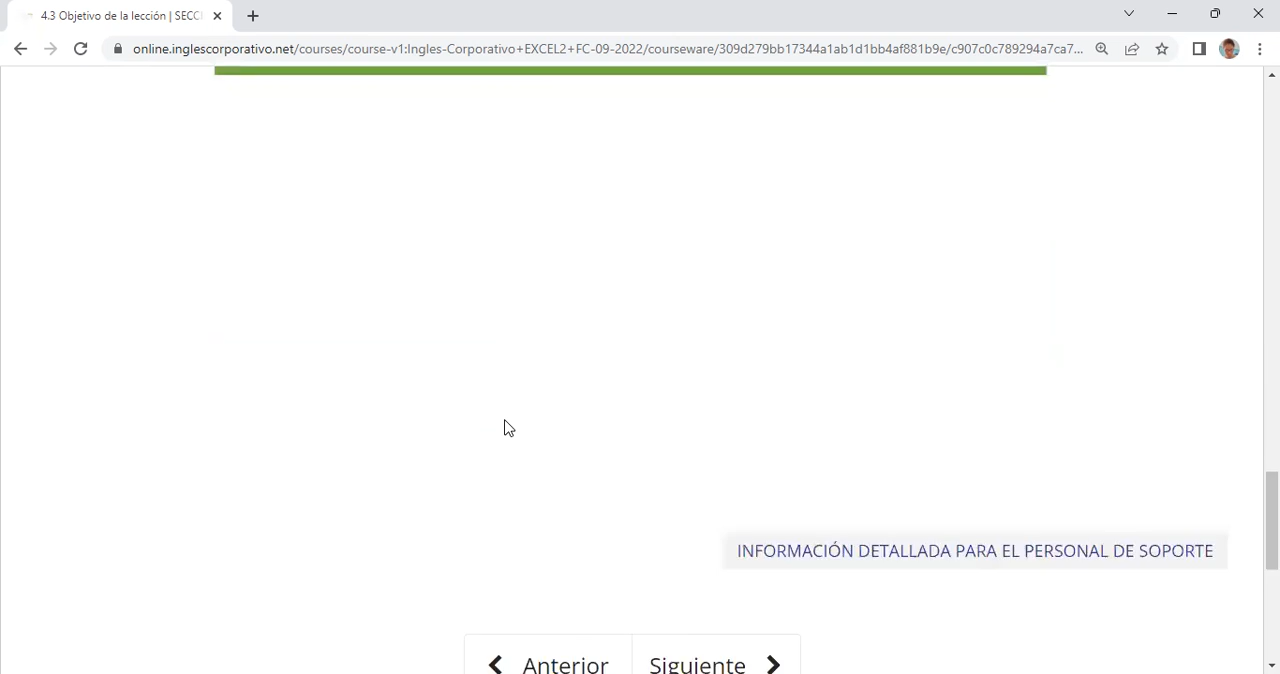 4.3 Objetivo de la lección | SECCI
online.inglescorporativo.net/courses/course-v1:Ingles-Corporativo+EXCEL2+FC-09-2022/courseware/309d279bb17344a1ab1d1bb4af881b9e/c907c0c789294a7ca7...
INFORMACIÓN DETALLADA PARA EL PERSONAL DE SOPORTE
Anterior Siguiente